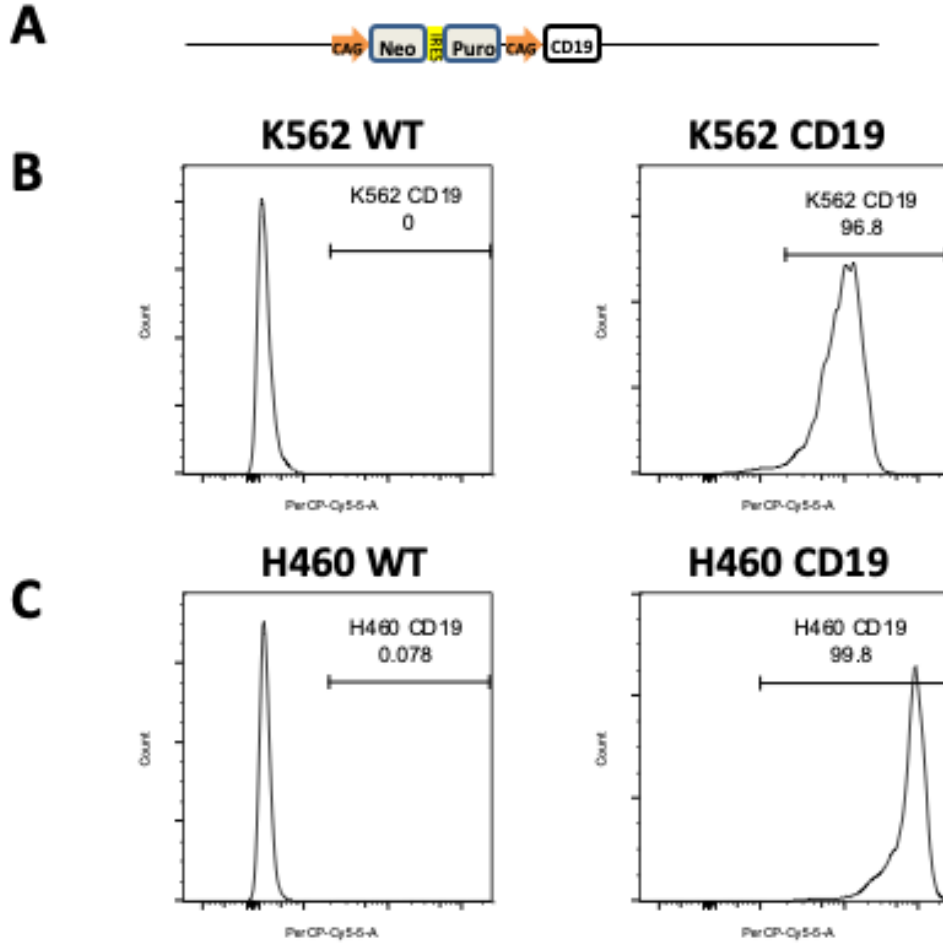 A
CAG Neo IRES Puro CAG CD19
K562 WT
K562 CD19
B
K562 CD19
0
K562 CD19
96.8
Count
Count
PerCP-Cy5-5-A
PerCP-Cy5-5-A
H460 WT
H460 CD19
C
H460 CD19
0.078
H460 CD19
99.8
Count
Count
PerCP-Cy5-5-A
PerCP-Cy5-5-A